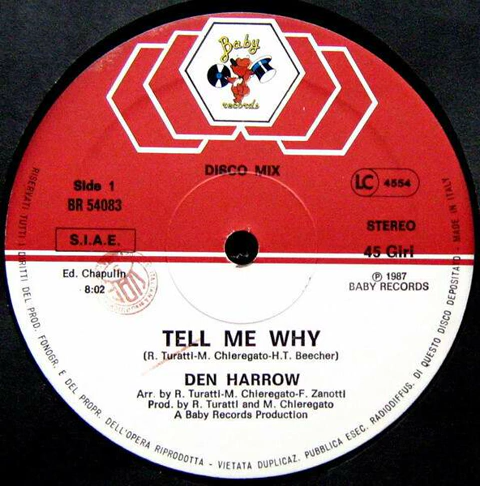 Baby
records
DISCO MIX
Side 1
BR 54083
LC 4554
S.I.A.E.
STEREO
45 Giri
Ed. Chapulin
8:02
℗ 1987
BABY RECORDS
TELL ME WHY
(R. Turatti-M. Chieregato-H.T. Beecher)
DEN HARROW
Arr. by R. Turatti-M. Chieregato-F. Zanotti
Prod. by R. Turatti and M. Chieregato
A Baby Records Production
RISERVATI TUTTI I DIRITTI DEL PROD. FONOGR. E DEL PROPR. DELL'OPERA RIPRODOTTA - VIETATA DUPLICAZ. PUBBLICA ESEC. RADIODIFFUS. DI QUESTO DISCO DEPOSITATO - MADE IN ITALY